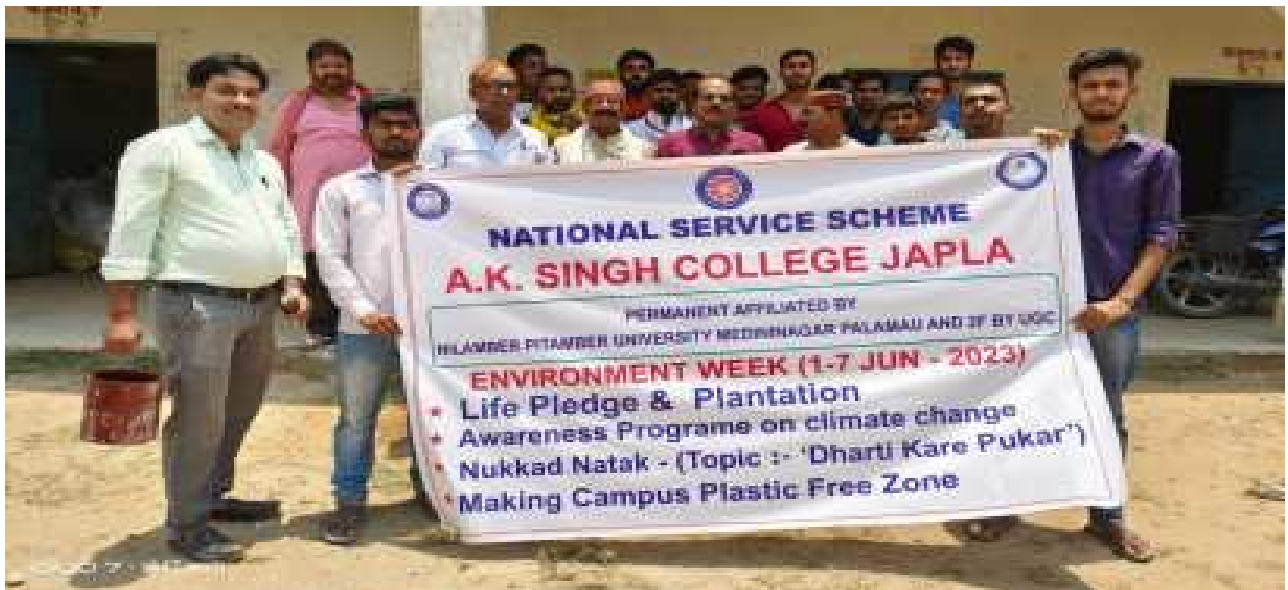 NATIONAL SERVICE SCHEME
A.K. SINGH COLLEGE JAPLA
PERMANENT AFFILIATED BY
NILAMBER PITAMBER UNIVERSITY MEDININAGAR PALAMAU AND 2F BY UGC
ENVIRONMENT WEEK (1-7 JUN - 2023)
Life Pledge & Plantation
Awareness Programe on climate change
Nukkad Natak - (Topic :- 'Dharti Kare Pukar')
Making Campus Plastic Free Zone